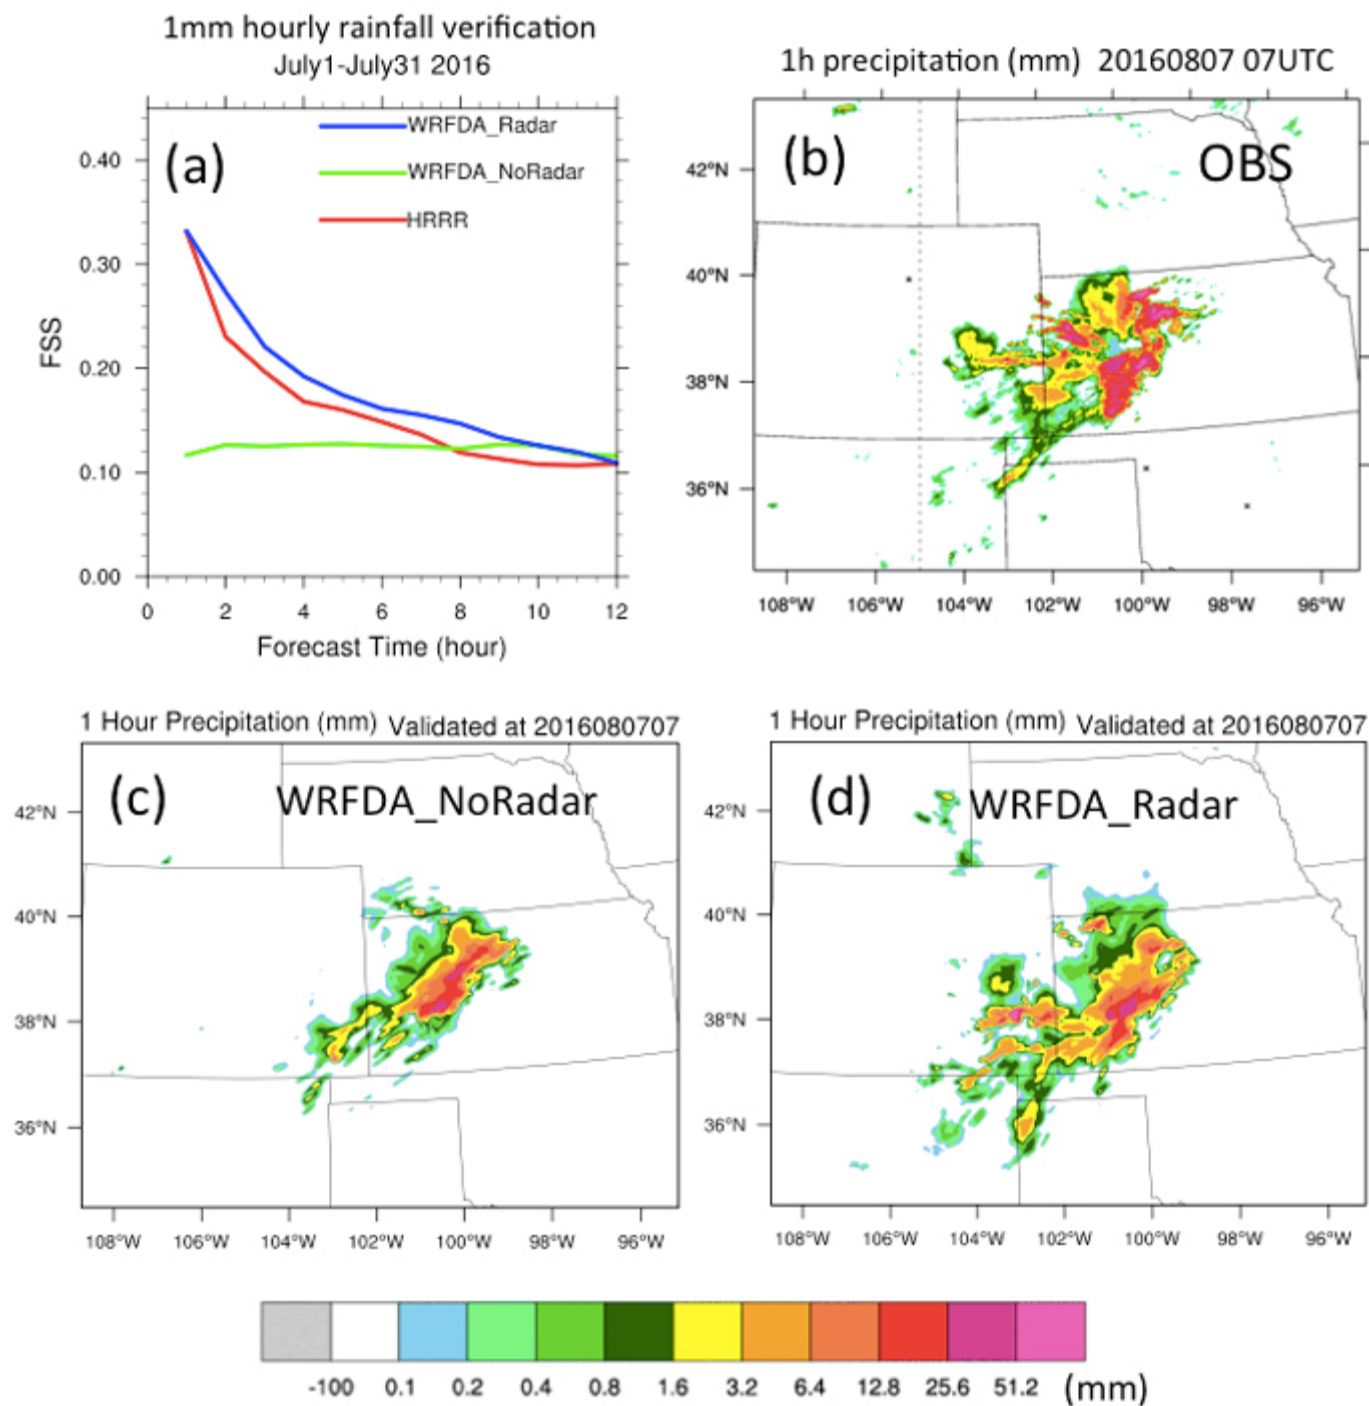 1mm hourly rainfall verification
July1-July31 2016
(a)
WRFDA_Radar
WRFDA_NoRadar
HRRR
0.40
0.30
0.20
0.10
0.00
FSS
0 2 4 6 8 10 12
Forecast Time (hour)
1h precipitation (mm) 20160807 07UTC
(b)
OBS
42°N
40°N
38°N
36°N
108°W 106°W 104°W 102°W 100°W 98°W 96°W
1 Hour Precipitation (mm) Validated at 2016080707
(c)
WRFDA_NoRadar
42°N
40°N
38°N
36°N
108°W 106°W 104°W 102°W 100°W 98°W 96°W
1 Hour Precipitation (mm) Validated at 2016080707
(d)
WRFDA_Radar
42°N
40°N
38°N
36°N
108°W 106°W 104°W 102°W 100°W 98°W 96°W
-100 0.1 0.2 0.4 0.8 1.6 3.2 6.4 12.8 25.6 51.2 (mm)